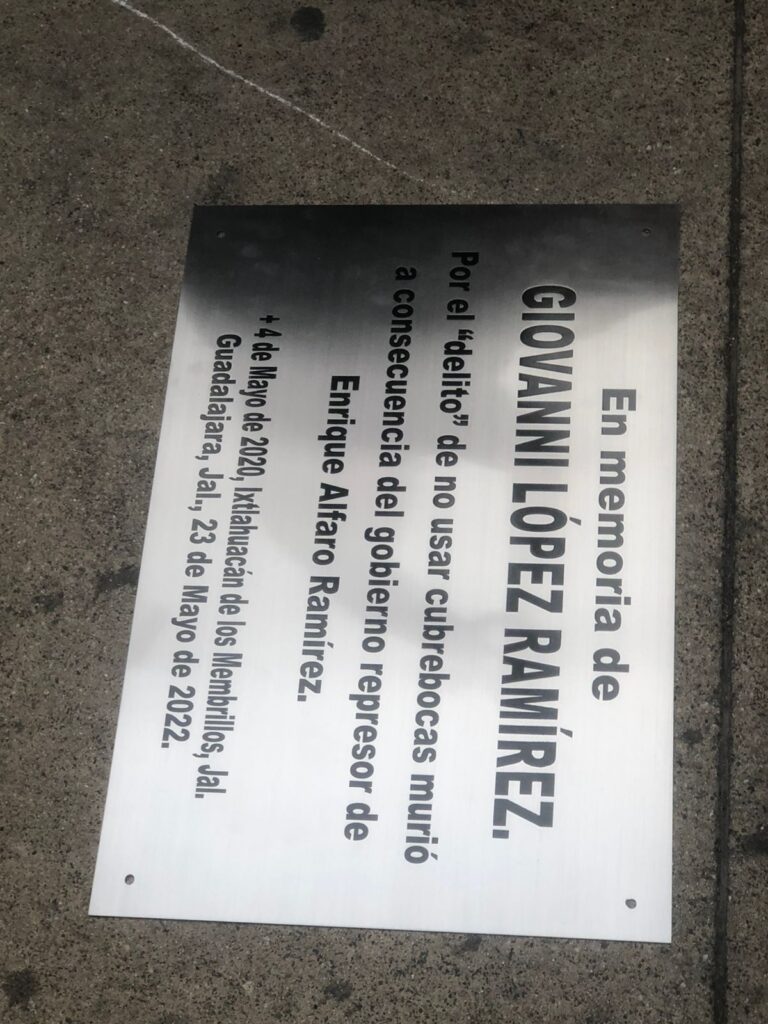 En memoria de
GIOVANNI LÓPEZ RAMÍREZ.
Por el “delito” de no usar cubrebocas murió
a consecuencia del gobierno represor de
Enrique Alfaro Ramírez.
+ 4 de Mayo de 2020, Ixtlahuacán de los Membrillos, Jal.
Guadalajara, Jal., 23 de Mayo de 2022.